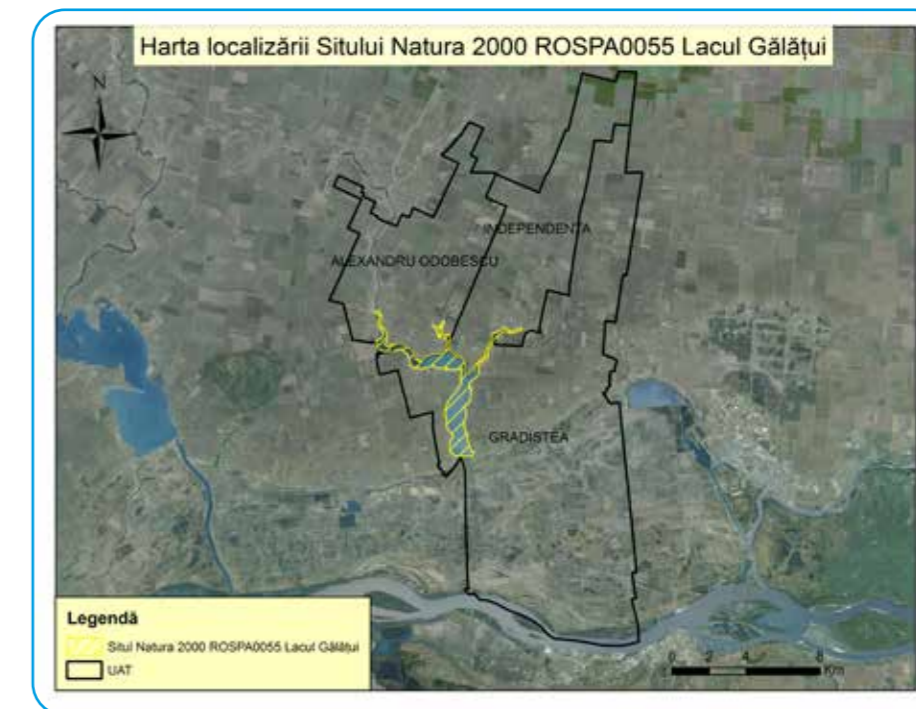 Harta localizării Sitului Natura 2000 ROSPA0055 Lacul Gălățui
N
INDEPENDENTA
ALEXANDRU ODOBESCU
GRADISTEA
Legendă
Situl Natura 2000 ROSPA0055 Lacul Gălățui
UAT
0 2 4 8
Km